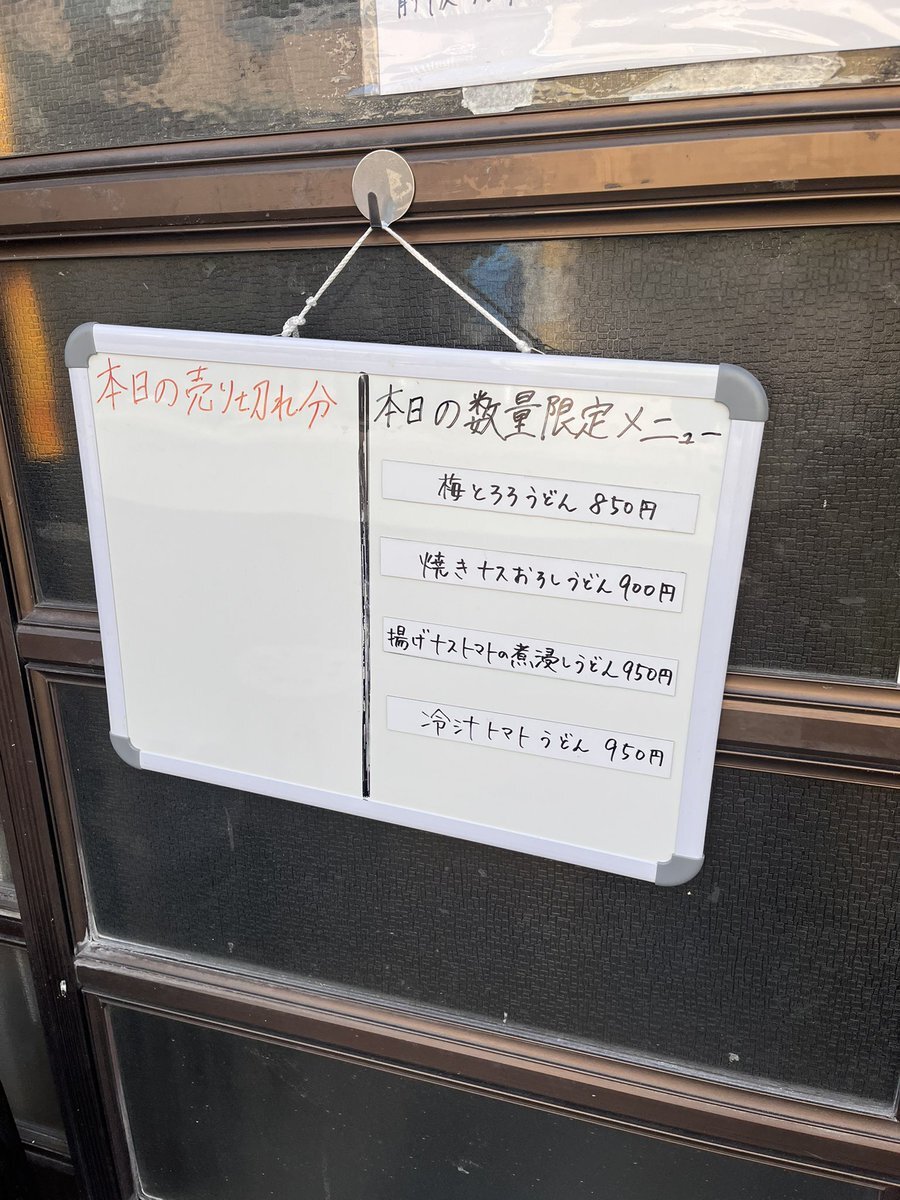 本日の売り切れ分
本日の数量限定メニュー
梅とろろうどん 850円
焼きナスおろしうどん900円
揚げナストマトの煮浸しうどん950円
冷汁トマトうどん 950円